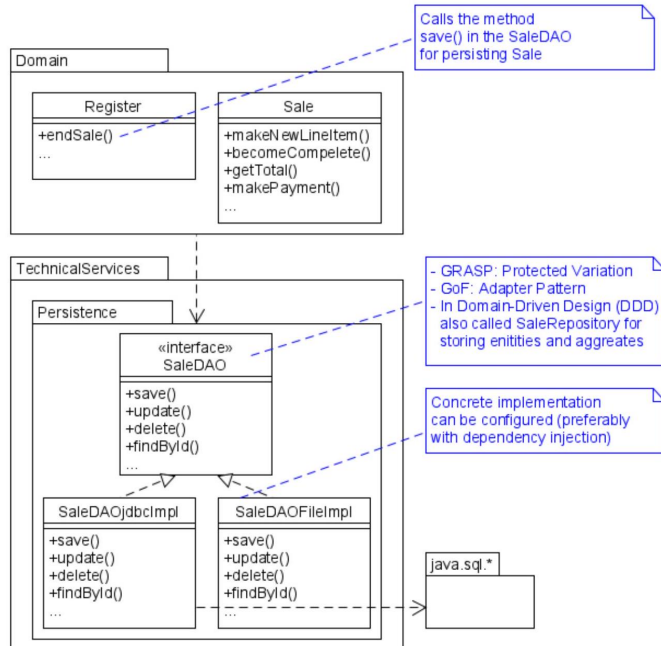 Calls the method
save() in the SaleDAO
for persisting Sale
Domain
Register
+endSale()
...
Sale
+makeNewLineItem()
+becomeCompelete()
+getTotal()
+makePayment()
...
TechnicalServices
- GRASP: Protected Variation
- GoF: Adapter Pattern
- In Domain-Driven Design (DDD)
also called SaleRepository for
storing enitities and aggreates
Persistence
«interface»
SaleDAO
+save()
+update()
+delete()
+findById()
...
Concrete implementation
can be configured (preferably
with dependency injection)
SaleDAOjdbcImpl
+save()
+update()
+delete()
+findById()
...
SaleDAOFileImpl
+save()
+update()
+delete()
+findById()
...
java.sql.*